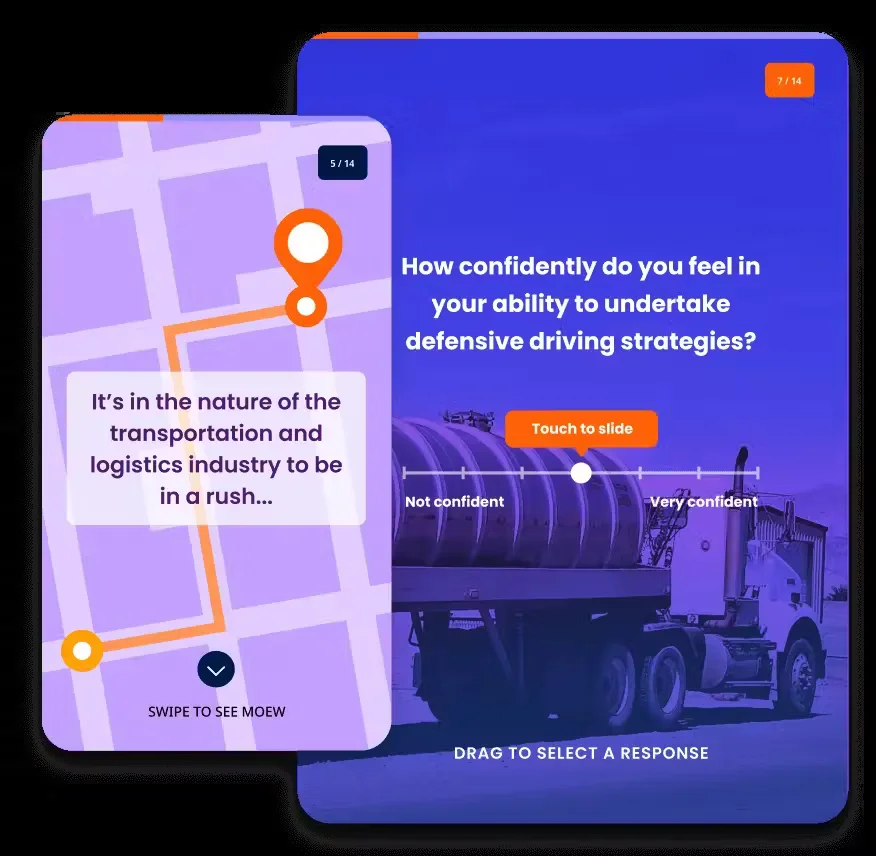 5 / 14
It's in the nature of the
transportation and
logistics industry to be
in a rush...
SWIPE TO SEE MOEW
7 / 14
How confidently do you feel in
your ability to undertake
defensive driving strategies?
Touch to slide
Not confident
Very confident
DRAG TO SELECT A RESPONSE